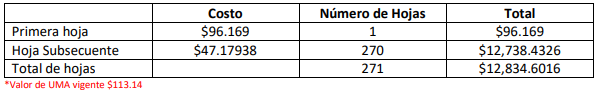 Costo Número de Hojas Total
Primera hoja $96.169 1 $96.169
Hoja Subsecuente $47.17938 270 $12,738.4326
Total de hojas 271 $12,834.6016
*Valor de UMA vigente $113.14